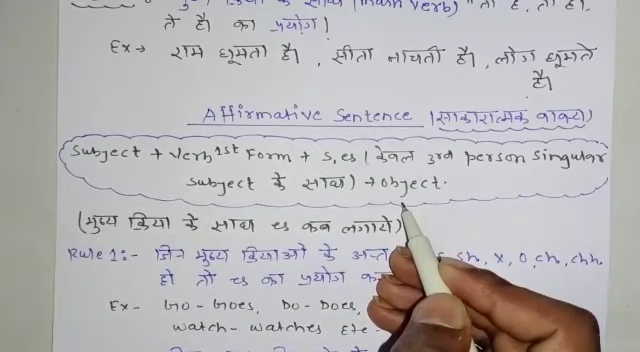 के साथ (main verb) "ता है, ती है।
ते है। का प्रयोग।
Ex→ राम घूमता है। , सीता नाचती है। , लोग घूमते
है।
Affirmative Sentence (साकारात्मक वाक्य)
Subject + Verb 1st Form + s, es (केवल 3rd person singular
subject के साथ) + object.
(मुख्य क्रिया के साथ es कब लगाये)
Rule 1:- जिन मुख्य क्रियाओ के अन्त sh, x, o, ch, chh
हो तो es का प्रयोग
Ex- Go - Goes, Do - Does,
Watch - Watches Etc-